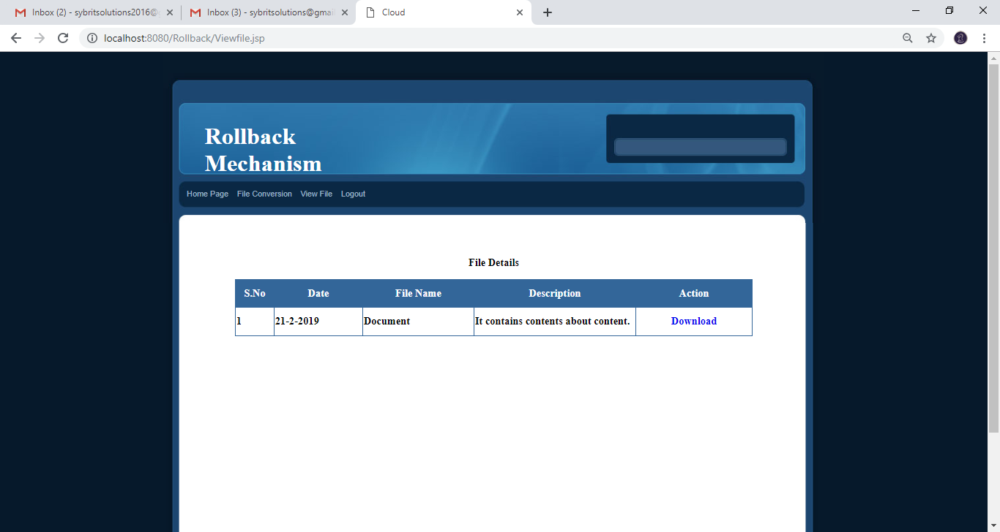 Inbox (2) - sybritsolutions2016@
Inbox (3) - sybritsolutions@gmai
Cloud
localhost:8080/Rollback/Viewfile.jsp
Rollback
Mechanism
Home Page File Conversion View File Logout
File Details
S.No Date File Name Description Action
1 21-2-2019 Document It contains contents about content. Download